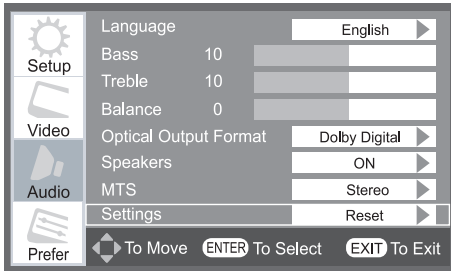 Setup
Video
Audio
Prefer
Language English
Bass 10
Treble 10
Balance 0
Optical Output Format Dolby Digital
Speakers ON
MTS Stereo
Settings Reset
To Move ENTER To Select EXIT To Exit